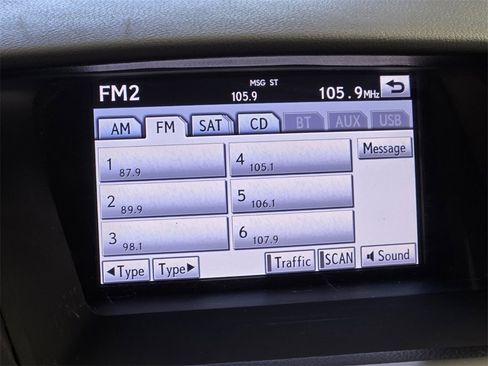 FM2 MSG ST 105.9 105.9MHz
AM FM SAT CD BT AUX USB
1 87.9 4 105.1 Message
2 89.9 5 106.1
3 98.1 6 107.9
◀Type Type▶ Traffic SCAN Sound